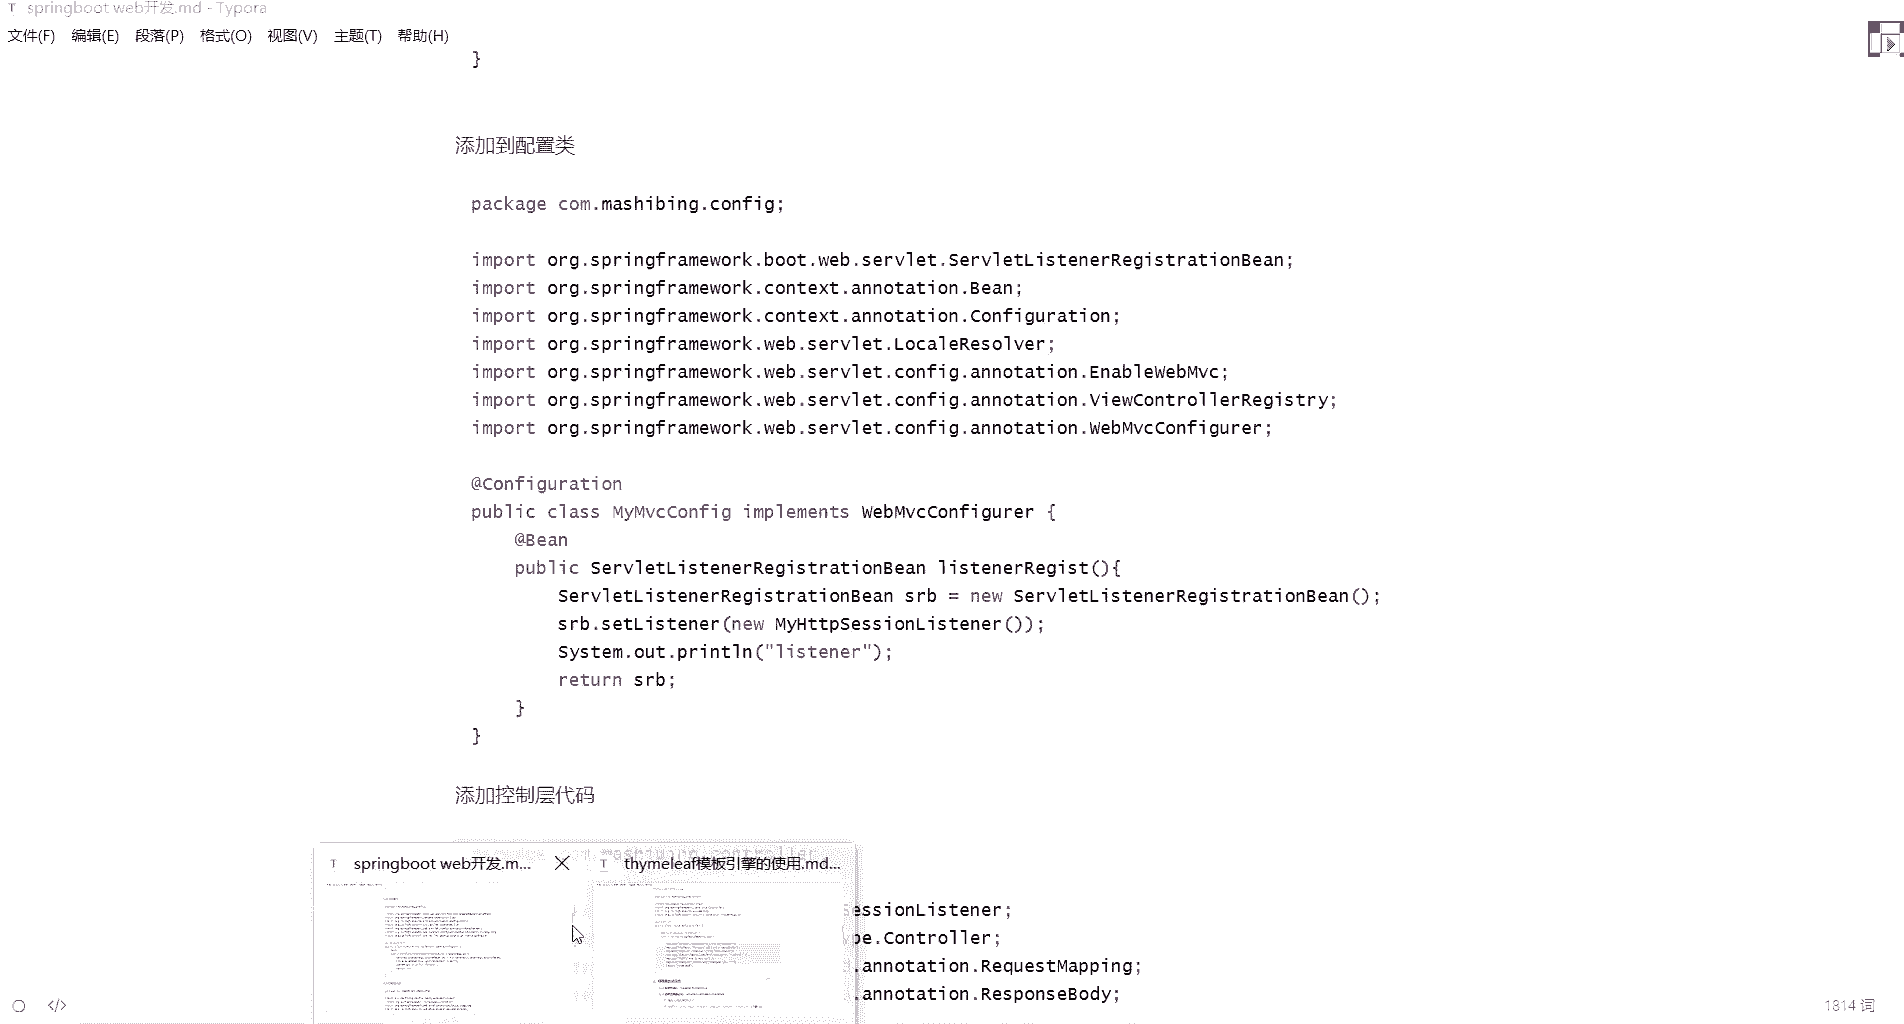 T springboot web开发.md - Typora
文件(F) 编辑(E) 段落(P) 格式(O) 视图(V) 主题(T) 帮助(H)
}
添加到配置类
package com.mashibing.config;
import org.springframework.boot.web.servlet.ServletListenerRegistrationBean;
import org.springframework.context.annotation.Bean;
import org.springframework.context.annotation.Configuration;
import org.springframework.web.servlet.LocaleResolver;
import org.springframework.web.servlet.config.annotation.EnableWebMvc;
import org.springframework.web.servlet.config.annotation.ViewControllerRegistry;
import org.springframework.web.servlet.config.annotation.WebMvcConfigurer;
@Configuration
public class MyMvcConfig implements WebMvcConfigurer {
@Bean
public ServletListenerRegistrationBean listenerRegist(){
ServletListenerRegistrationBean srb = new ServletListenerRegistrationBean();
srb.setListener(new MyHttpSessionListener());
System.out.println("listener");
return srb;
}
}
添加控制层代码
T springboot web开发.m... T thymeleaf模板引擎的使用.md...
essionListener;
pe.Controller;
.annotation.RequestMapping;
.annotation.ResponseBody;
</> 1814 词